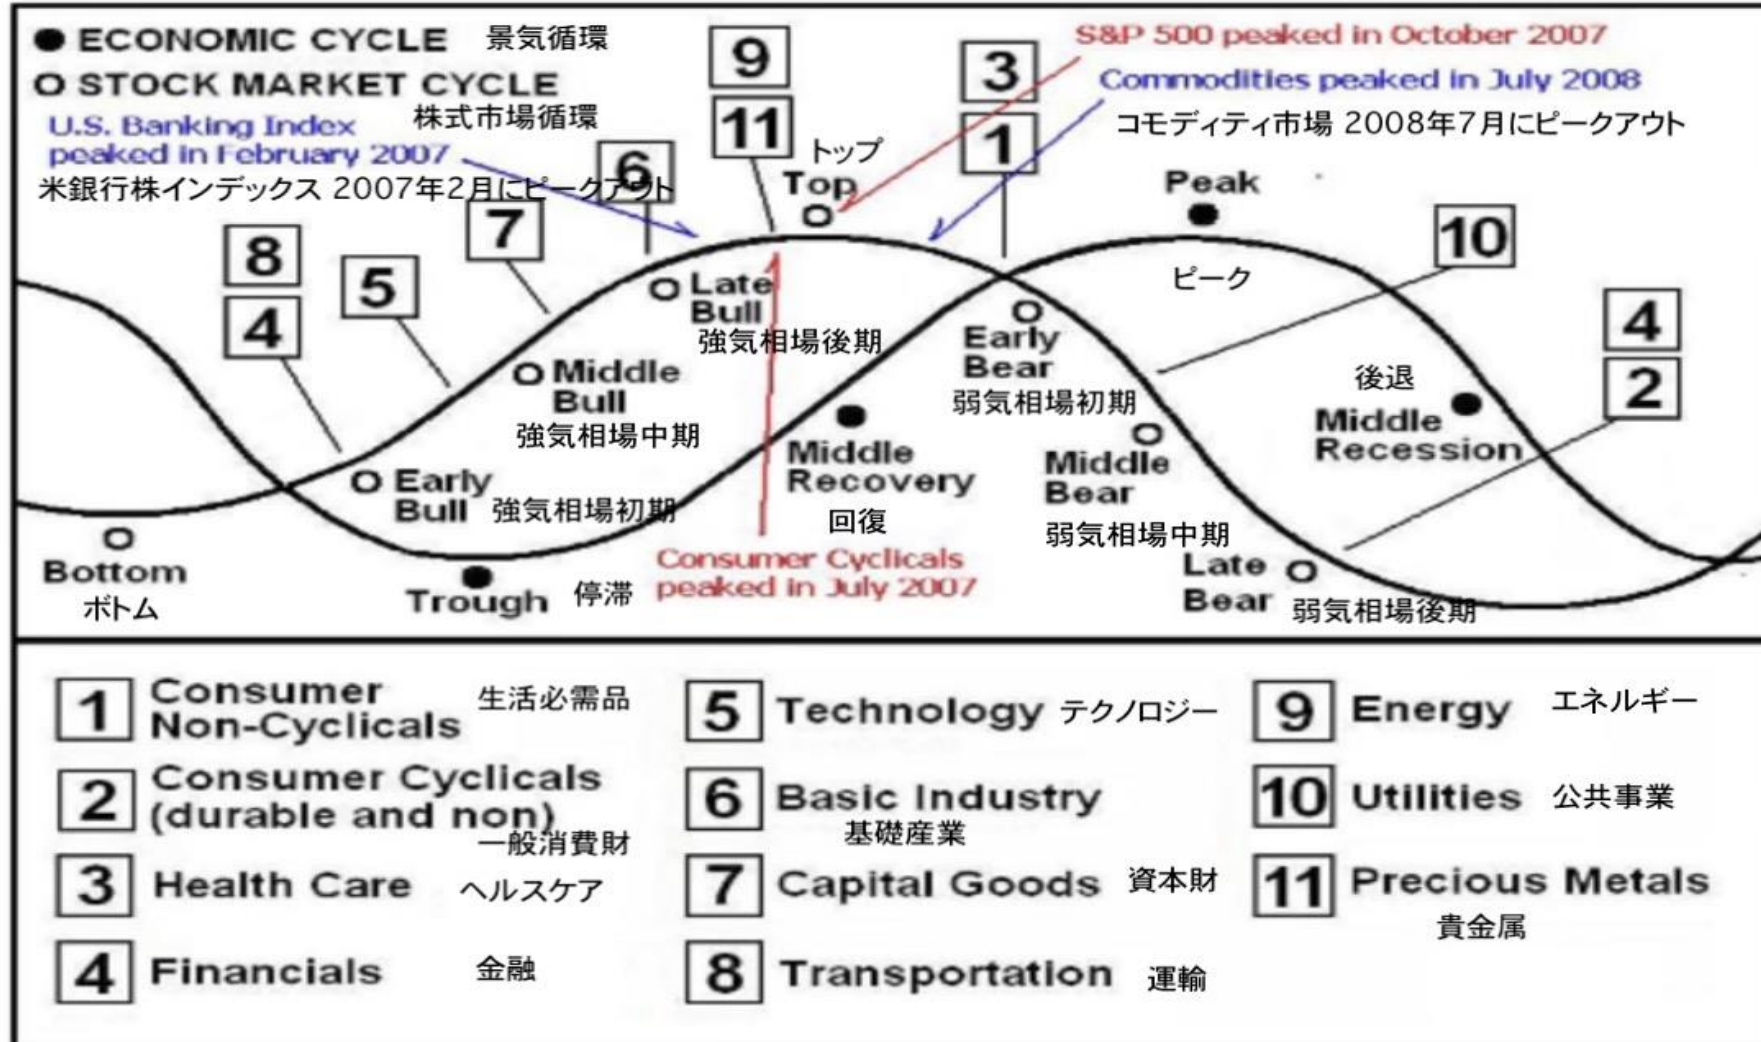 ECONOMIC CYCLE 景気循環
STOCK MARKET CYCLE
株式市場循環
U.S. Banking Index
peaked in February 2007
米銀行株インデックス 2007年2月にピークアウト
S&P 500 peaked in October 2007
Commodities peaked in July 2008
コモディティ市場 2008年7月にピークアウト
9
11
3
1
6
7
8
4
5
10
4
2
トップ
Top
Peak
ピーク
Late
Bull
強気相場後期
Middle
Bull
強気相場中期
Early
Bull
強気相場初期
Bottom
ボトム
Trough 停滞
Consumer Cyclicals
peaked in July 2007
Middle
Recovery
回復
Early
Bear
弱気相場初期
Middle
Bear
弱気相場中期
Late
Bear
弱気相場後期
後退
Middle
Recession
1 Consumer
Non-Cyclicals
生活必需品
2 Consumer Cyclicals
(durable and non)
一般消費財
3 Health Care ヘルスケア
4 Financials 金融
5 Technology テクノロジー
6 Basic Industry
基礎産業
7 Capital Goods 資本財
8 Transportation 運輸
9 Energy エネルギー
10 Utilities 公共事業
11 Precious Metals
貴金属